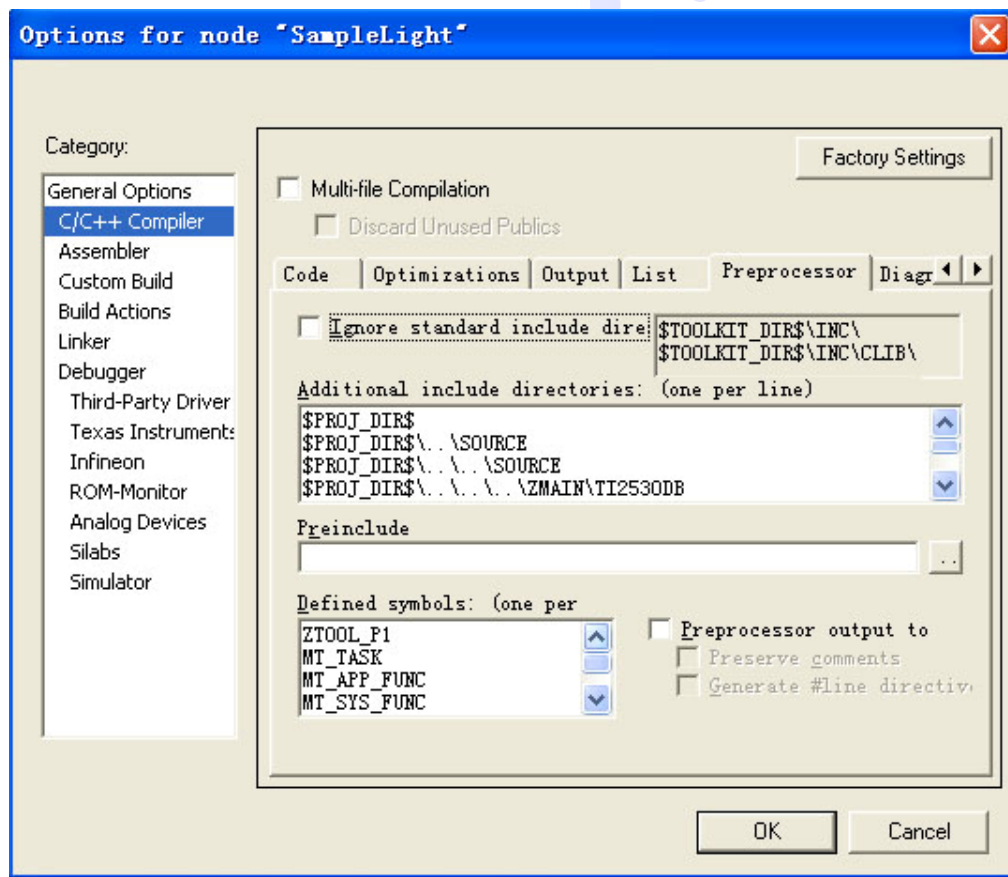 Options for node "SampleLight"
Category:
General Options
C/C++ Compiler
Assembler
Custom Build
Build Actions
Linker
Debugger
Third-Party Driver
Texas Instruments
Infineon
ROM-Monitor
Analog Devices
Silabs
Simulator
Factory Settings
Multi-file Compilation
Discard Unused Publics
Code
Optimizations
Output
List
Preprocessor
Diagr
Ignore standard include dire
$TOOLKIT_DIR$\INC\
$TOOLKIT_DIR$\INC\CLIB\
Additional include directories: (one per line)
$PROJ_DIR$
$PROJ_DIR$\..\SOURCE
$PROJ_DIR$\..\..\SOURCE
$PROJ_DIR$\..\..\..\ZMAIN\TI2530DB
Preinclude
..
Defined symbols: (one per
ZTOOL_P1
MT_TASK
MT_APP_FUNC
MT_SYS_FUNC
Preprocessor output to
Preserve comments
Generate #line directiv
OK
Cancel